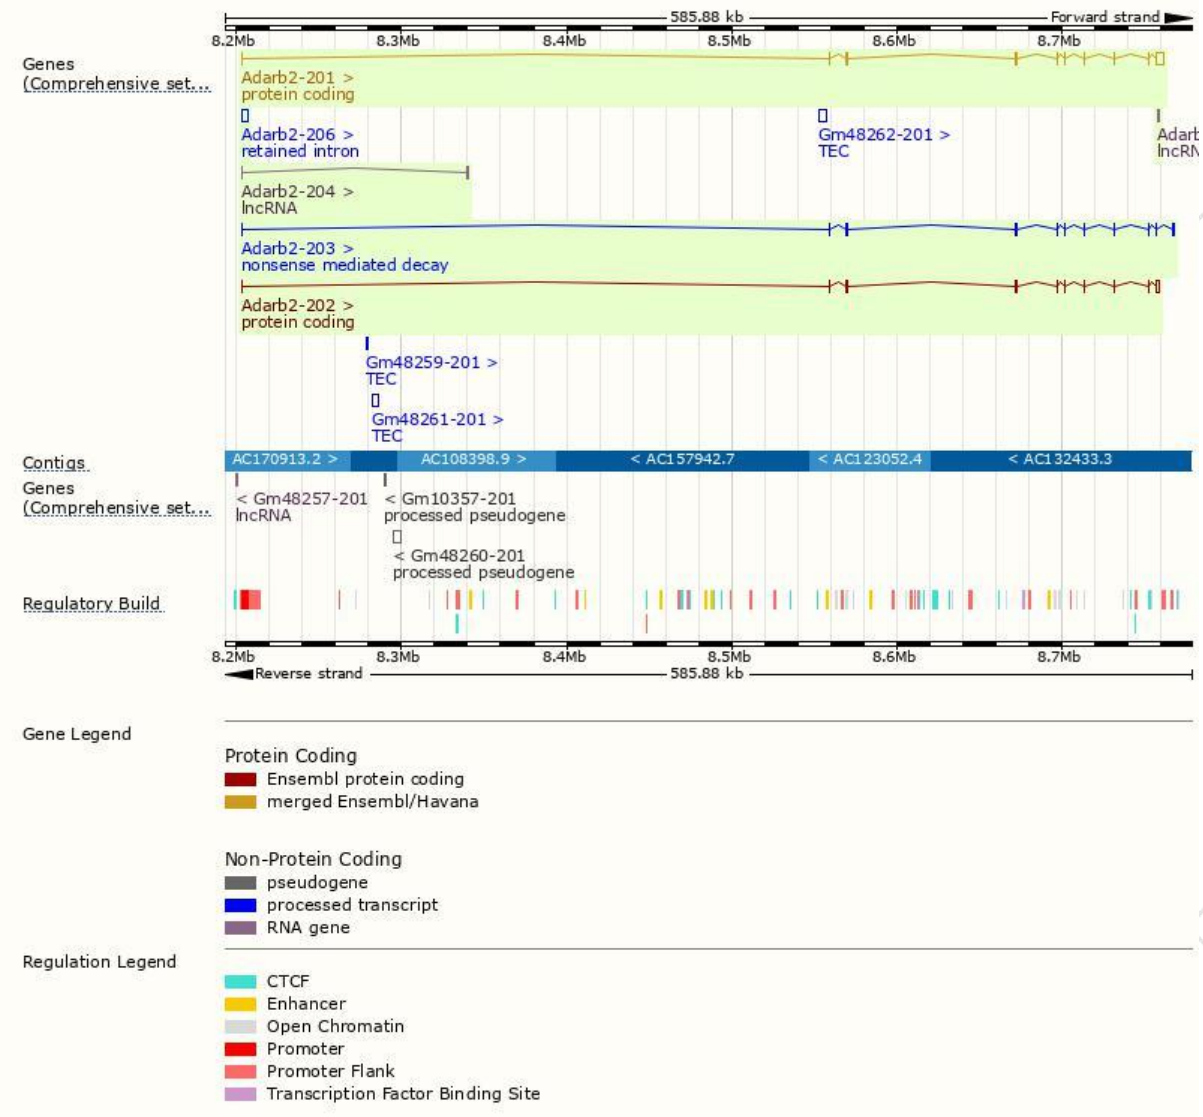 585.88 kb Forward strand
8.2Mb 8.3Mb 8.4Mb 8.5Mb 8.6Mb 8.7Mb
Genes
(Comprehensive set...
Adarb2-201 >
protein coding
Adarb2-206 > Gm48262-201 > Adarb
retained intron TEC lncRN
Adarb2-204 >
lncRNA
Adarb2-203 >
nonsense mediated decay
Adarb2-202 >
protein coding
Gm48259-201 >
TEC
Gm48261-201 >
TEC
Contigs AC170913.2 > AC108398.9 > < AC157942.7 < AC123052.4 < AC132433.3
Genes
(Comprehensive set...
< Gm48257-201 < Gm10357-201
lncRNA processed pseudogene
< Gm48260-201
processed pseudogene
Regulatory Build
8.2Mb 8.3Mb 8.4Mb 8.5Mb 8.6Mb 8.7Mb
Reverse strand 585.88 kb
Gene Legend
Protein Coding
Ensembl protein coding
merged Ensembl/Havana
Non-Protein Coding
pseudogene
processed transcript
RNA gene
Regulation Legend
CTCF
Enhancer
Open Chromatin
Promoter
Promoter Flank
Transcription Factor Binding Site